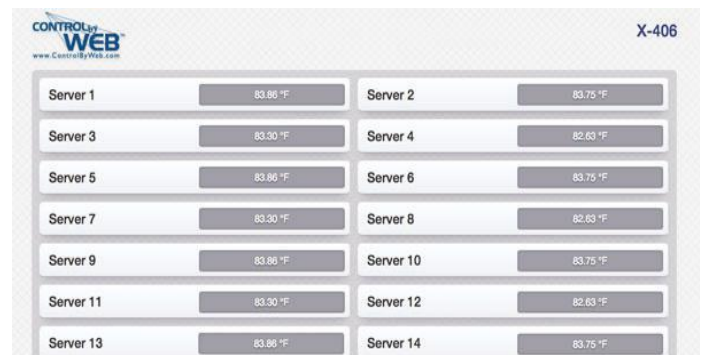 CONTROL by WEB™
X-406
www.ControlByWeb.com
Server 1 83.86 °F Server 2 83.75 °F
Server 3 83.30 °F Server 4 82.63 °F
Server 5 83.86 °F Server 6 83.75 °F
Server 7 83.30 °F Server 8 82.63 °F
Server 9 83.86 °F Server 10 83.75 °F
Server 11 83.30 °F Server 12 82.63 °F
Server 13 83.86 °F Server 14 83.75 °F